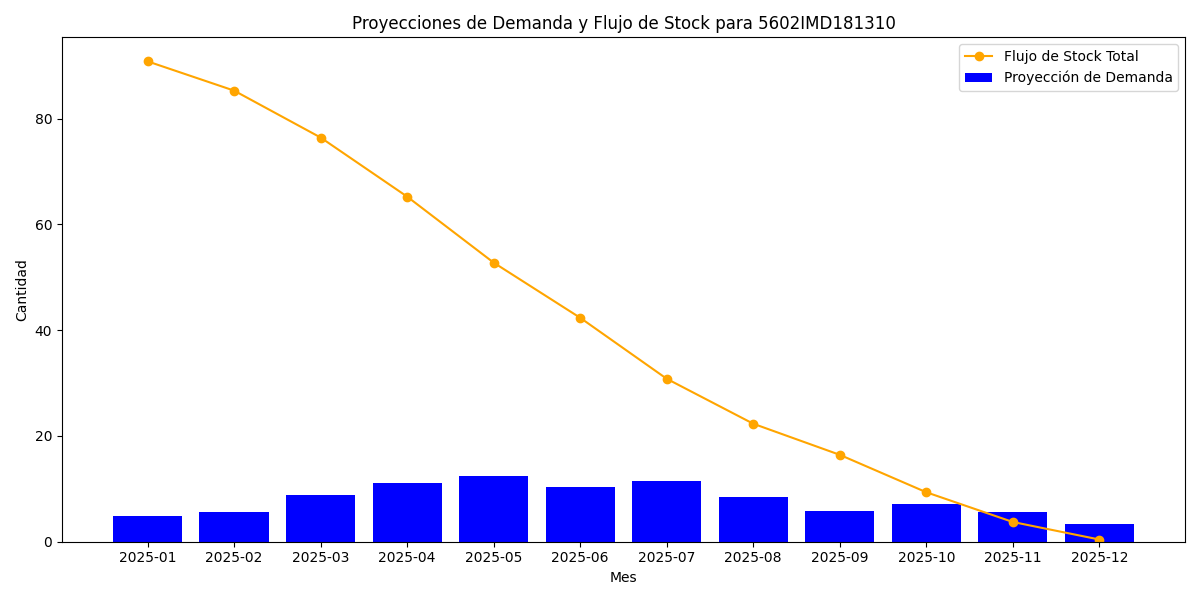 Proyecciones de Demanda y Flujo de Stock para 5602IMD181310
Flujo de Stock Total
Proyección de Demanda
Cantidad
80
60
40
20
0
2025-01 2025-02 2025-03 2025-04 2025-05 2025-06 2025-07 2025-08 2025-09 2025-10 2025-11 2025-12
Mes